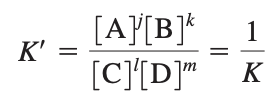 K′ = [A]ʲ[B]ᵏ / [C]ˡ[D]ᵐ = 1 / K